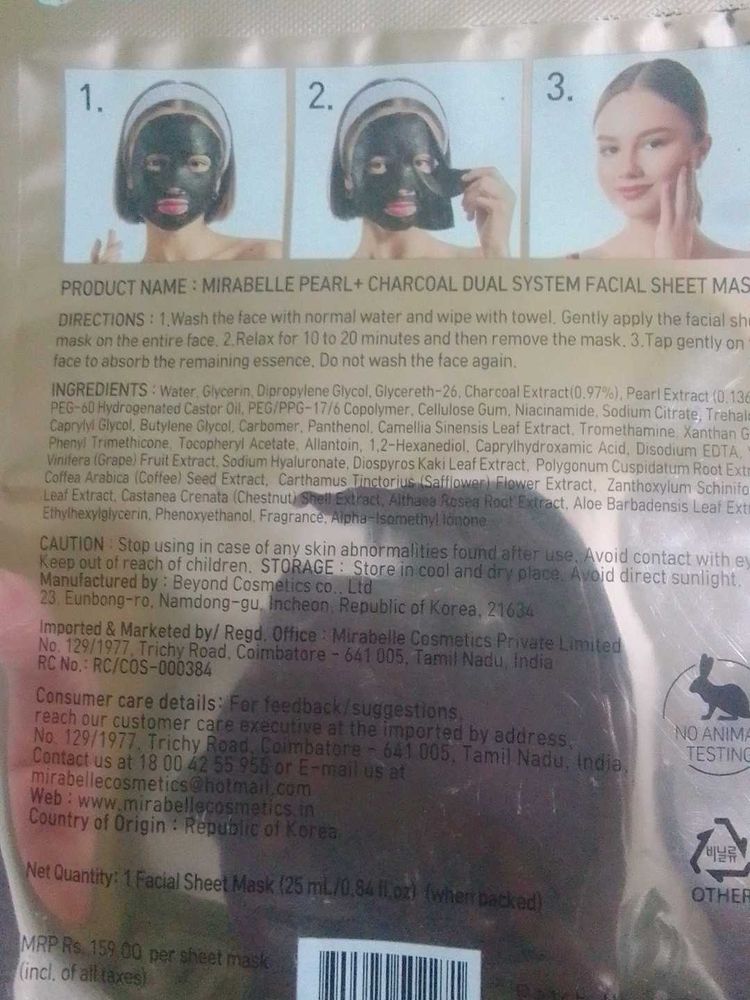 1.
2.
3.
PRODUCT NAME : MIRABELLE PEARL+ CHARCOAL DUAL SYSTEM FACIAL SHEET MAS
DIRECTIONS : 1.Wash the face with normal water and wipe with towel. Gently apply the facial she
mask on the entire face. 2.Relax for 10 to 20 minutes and then remove the mask. 3.Tap gently on
face to absorb the remaining essence. Do not wash the face again.
INGREDIENTS : Water, Glycerin, Dipropylene Glycol, Glycereth-26, Charcoal Extract(0.97%), Pearl Extract (0.136
PEG-60 Hydrogenated Castor Oil, PEG/PPG-17/6 Copolymer, Cellulose Gum, Niacinamide, Sodium Citrate, Trehalo
Caprylyl Glycol, Butylene Glycol, Carbomer, Panthenol, Camellia Sinensis Leaf Extract, Tromethamine, Xanthan G
Phenyl Trimethicone, Tocopheryl Acetate, Allantoin, 1,2-Hexanediol, Caprylhydroxamic Acid, Disodium EDTA,
Vinifera (Grape) Fruit Extract, Sodium Hyaluronate, Diospyros Kaki Leaf Extract, Polygonum Cuspidatum Root Extr
Coffea Arabica (Coffee) Seed Extract, Carthamus Tinctorius (Safflower) Flower Extract, Zanthoxylum Schinifo
Leaf Extract, Castanea Crenata (Chestnut) Shell Extract, Althaea Rosea Root Extract, Aloe Barbadensis Leaf Extr
Ethylhexylglycerin, Phenoxyethanol, Fragrance, Alpha-Isomethyl Ionone
CAUTION : Stop using in case of any skin abnormalities found after use. Avoid contact with ey
Keep out of reach of children. STORAGE : Store in cool and dry place. Avoid direct sunlight.
Manufactured by : Beyond Cosmetics co., Ltd
23, Eunbong-ro, Namdong-gu, Incheon, Republic of Korea, 21634
Imported & Marketed by/ Regd. Office : Mirabelle Cosmetics Private Limited
No. 129/1977, Trichy Road, Coimbatore - 641 005, Tamil Nadu, India
RC No.: RC/COS-000384
Consumer care details: For feedback/suggestions,
reach our customer care executive at the imported by address,
No. 129/1977, Trichy Road, Coimbatore - 641 005, Tamil Nadu, India,
Contact us at 18 00 42 55 955 or E-mail us at
mirabellecosmetics@hotmail.com
Web : www.mirabellecosmetics.in
Country of Origin : Republic of Korea
NO ANIMA
TESTING
비닐류
OTHER
Net Quantity: 1 Facial Sheet Mask (25 mL/0.84 fl.oz) (when packed)
MRP Rs. 159.00 per sheet mask
(incl. of all taxes)